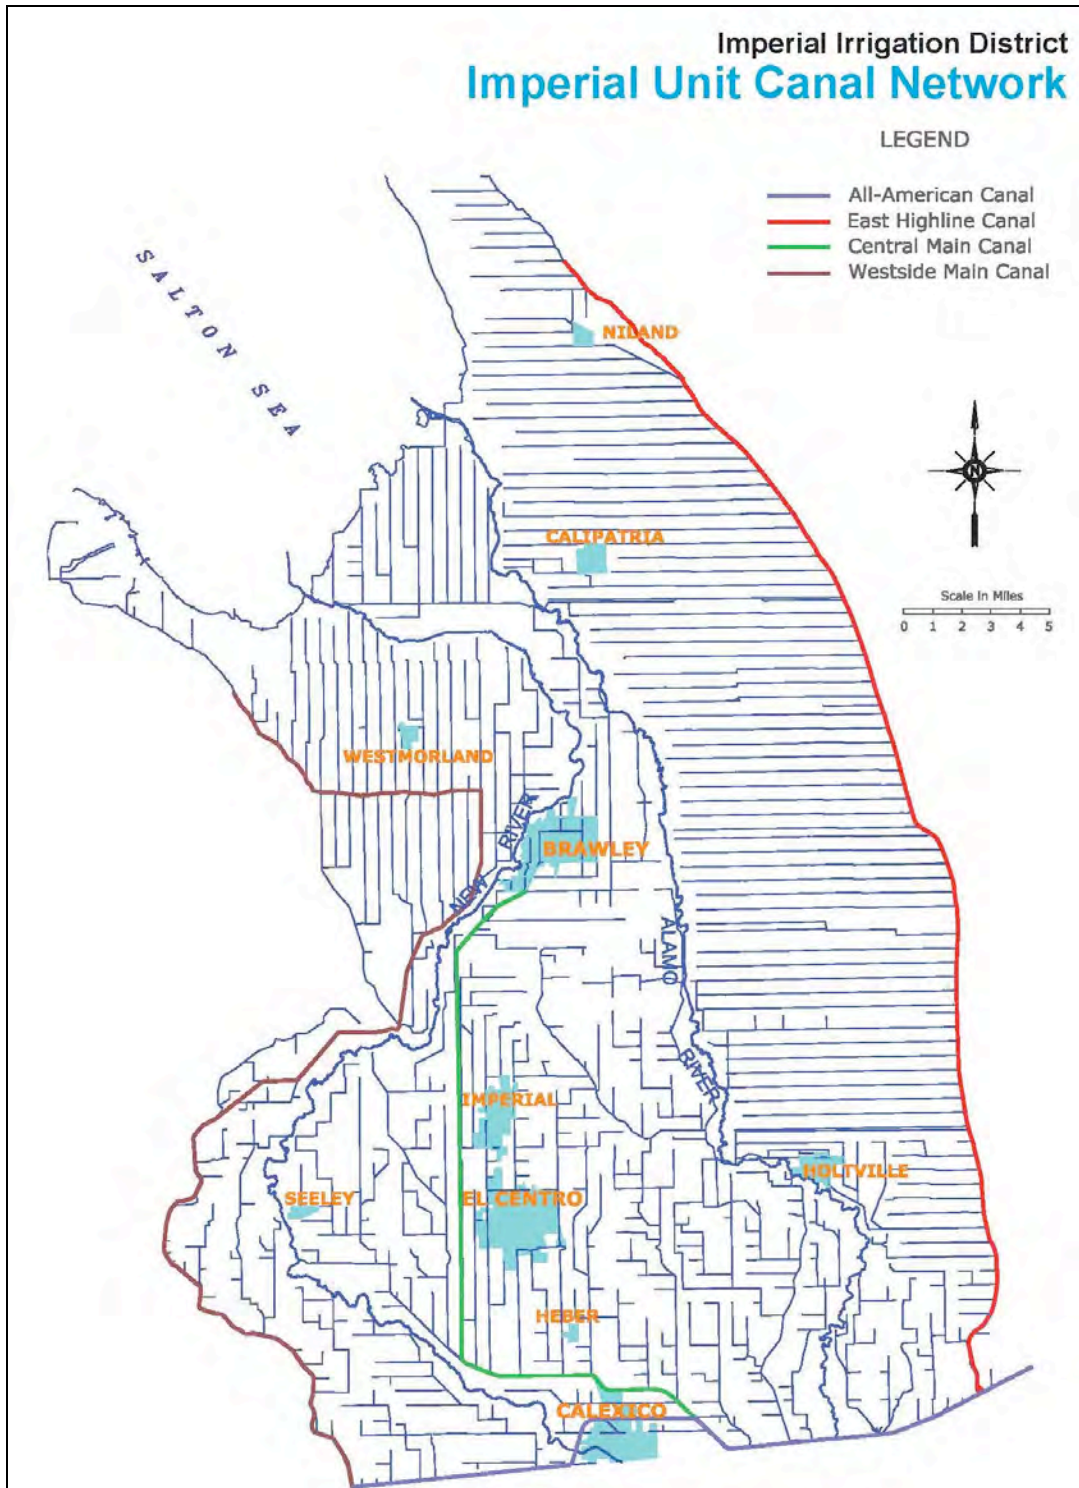 Imperial Irrigation District
Imperial Unit Canal Network
LEGEND
All-American Canal
East Highline Canal
Central Main Canal
Westside Main Canal
SALTON SEA
NILAND
N
CALIPATRIA
Scale in Miles
0 1 2 3 4 5
WESTMORLAND
NEW RIVER
BRAWLEY
ALAMO RIVER
IMPERIAL
HOLTVILLE
SEELEY
EL CENTRO
HEBER
CALEXICO